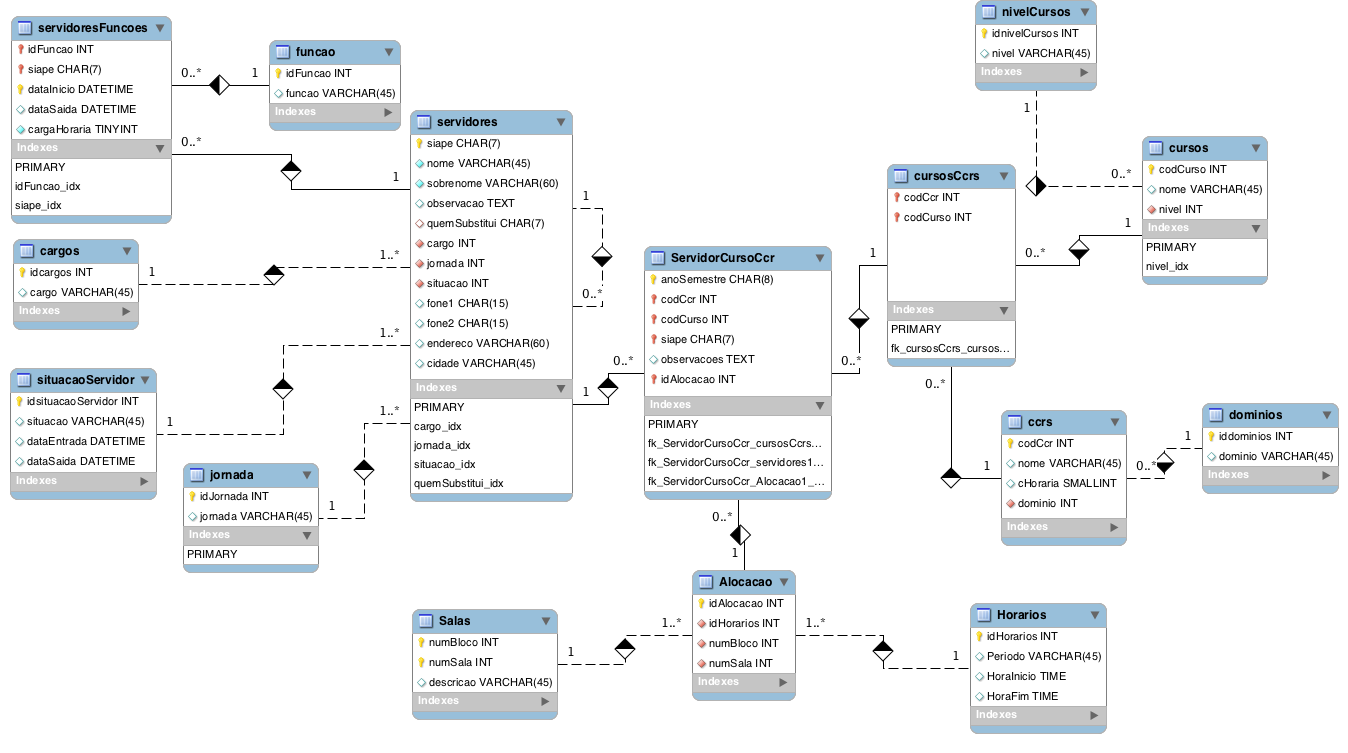 servidoresFuncoes
idFuncao INT
siape CHAR(7)
dataInicio DATETIME
dataSaida DATETIME
cargaHoraria TINYINT
Indexes
PRIMARY
idFuncao_idx
siape_idx
0..*
1
0..*
1
funcao
idFuncao INT
funcao VARCHAR(45)
Indexes
cargos
idcargos INT
cargo VARCHAR(45)
Indexes
1
1..*
situacaoServidor
idsituacaoServidor INT
situacao VARCHAR(45)
dataEntrada DATETIME
dataSaida DATETIME
Indexes
1
1..*
jornada
idJornada INT
jornada VARCHAR(45)
Indexes
PRIMARY
1
1..*
servidores
siape CHAR(7)
nome VARCHAR(45)
sobrenome VARCHAR(60)
observacao TEXT
quemSubstitui CHAR(7)
cargo INT
jornada INT
situacao INT
fone1 CHAR(15)
fone2 CHAR(15)
endereco VARCHAR(60)
cidade VARCHAR(45)
Indexes
PRIMARY
cargo_idx
jornada_idx
situacao_idx
quemSubstitui_idx
1
0..*
1
0..*
ServidorCursoCcr
anoSemestre CHAR(8)
codCcr INT
codCurso INT
siape CHAR(7)
observacoes TEXT
idAlocacao INT
Indexes
PRIMARY
fk_ServidorCursoCcr_cursosCcrs...
fk_ServidorCursoCcr_servidores1...
fk_ServidorCursoCcr_Alocacao1_...
0..*
1
1
0..*
cursosCcrs
codCcr INT
codCurso INT
Indexes
PRIMARY
fk_cursosCcrs_cursos...
0..*
1
0..*
1
nivelCursos
idnivelCursos INT
nivel VARCHAR(45)
Indexes
1
0..*
cursos
codCurso INT
nome VARCHAR(45)
nivel INT
Indexes
PRIMARY
nivel_idx
ccrs
codCcr INT
nome VARCHAR(45)
cHoraria SMALLINT
dominio INT
Indexes
0..*
1
dominios
iddominios INT
dominio VARCHAR(45)
Indexes
Salas
numBloco INT
numSala INT
descricao VARCHAR(45)
Indexes
1
1..*
Alocacao
idAlocacao INT
idHorarios INT
numBloco INT
numSala INT
Indexes
1..*
1
Horarios
idHorarios INT
Periodo VARCHAR(45)
HoraInicio TIME
HoraFim TIME
Indexes